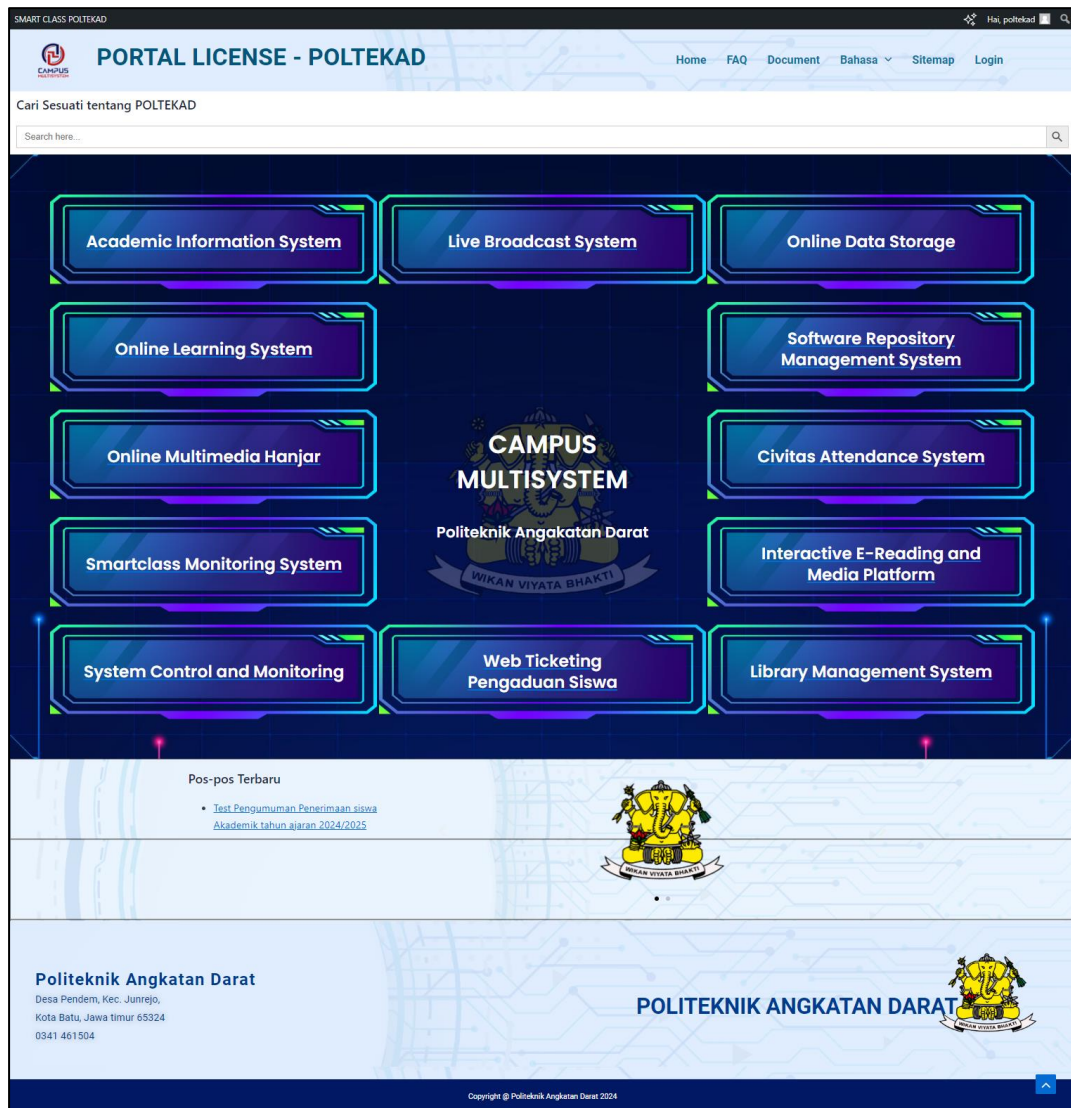 SMART CLASS POLTEKAD
Hai, poltekad
CAMPUS
MULTISYSTEM
PORTAL LICENSE - POLTEKAD
Home FAQ Document Bahasa Sitemap Login
Cari Sesuati tentang POLTEKAD
Search here...
Academic Information System
Live Broadcast System
Online Data Storage
Online Learning System
Software Repository
Management System
Online Multimedia Hanjar
CAMPUS
MULTISYSTEM
Civitas Attendance System
Politeknik Angakatan Darat
Smartclass Monitoring System
WIKAN VIYATA BHAKTI
Interactive E-Reading and
Media Platform
System Control and Monitoring
Web Ticketing
Pengaduan Siswa
Library Management System
Pos-pos Terbaru
Test Pengumuman Penerimaan siswa
Akademik tahun ajaran 2024/2025
WIKAN VIYATA BHAKTI
Politeknik Angkatan Darat
Desa Pendem, Kec. Junrejo,
Kota Batu, Jawa timur 65324
0341 461504
POLITEKNIK ANGKATAN DARAT
WIKAN VIYATA BHAKTI
Copyright @ Politeknik Angkatan Darat 2024